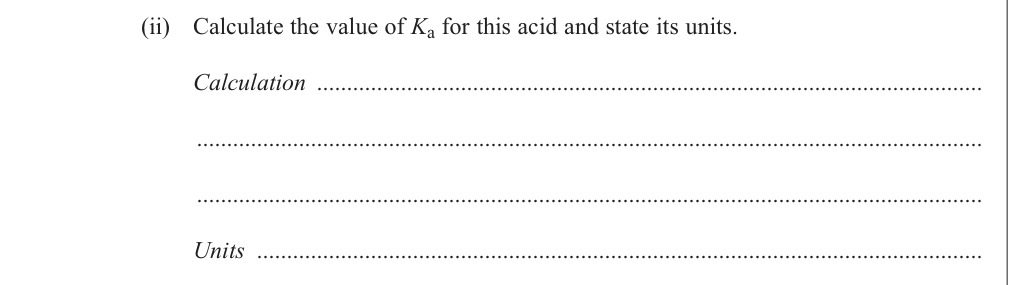 (ii) Calculate the value of Ka for this acid and state its units.
Calculation ....................................................................................................
....................................................................................................
....................................................................................................
Units ....................................................................................................